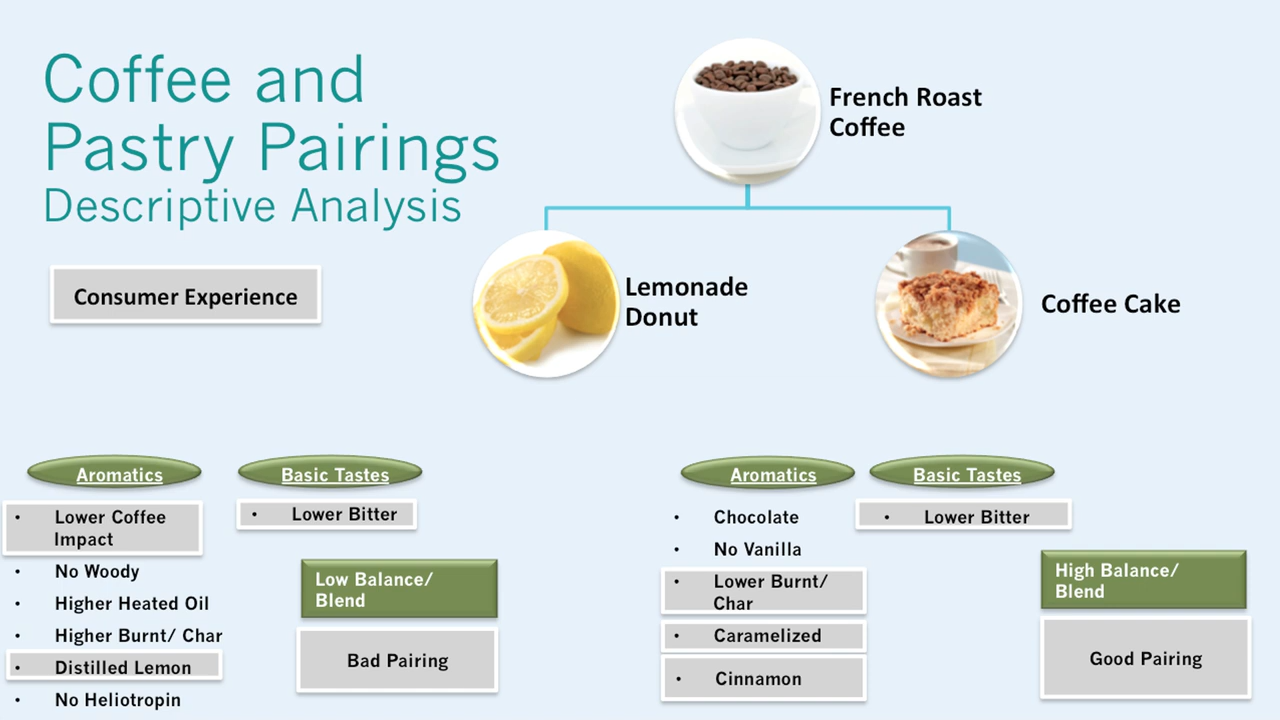 Coffee and
Pastry Pairings
Descriptive Analysis
Consumer Experience
French Roast
Coffee
Lemonade
Donut
Coffee Cake
Aromatics
• Lower Coffee
Impact
• No Woody
• Higher Heated Oil
• Higher Burnt/ Char
• Distilled Lemon
• No Heliotropin
Basic Tastes
• Lower Bitter
Low Balance/
Blend
Bad Pairing
Aromatics
• Chocolate
• No Vanilla
• Lower Burnt/
Char
• Caramelized
• Cinnamon
Basic Tastes
• Lower Bitter
High Balance/
Blend
Good Pairing